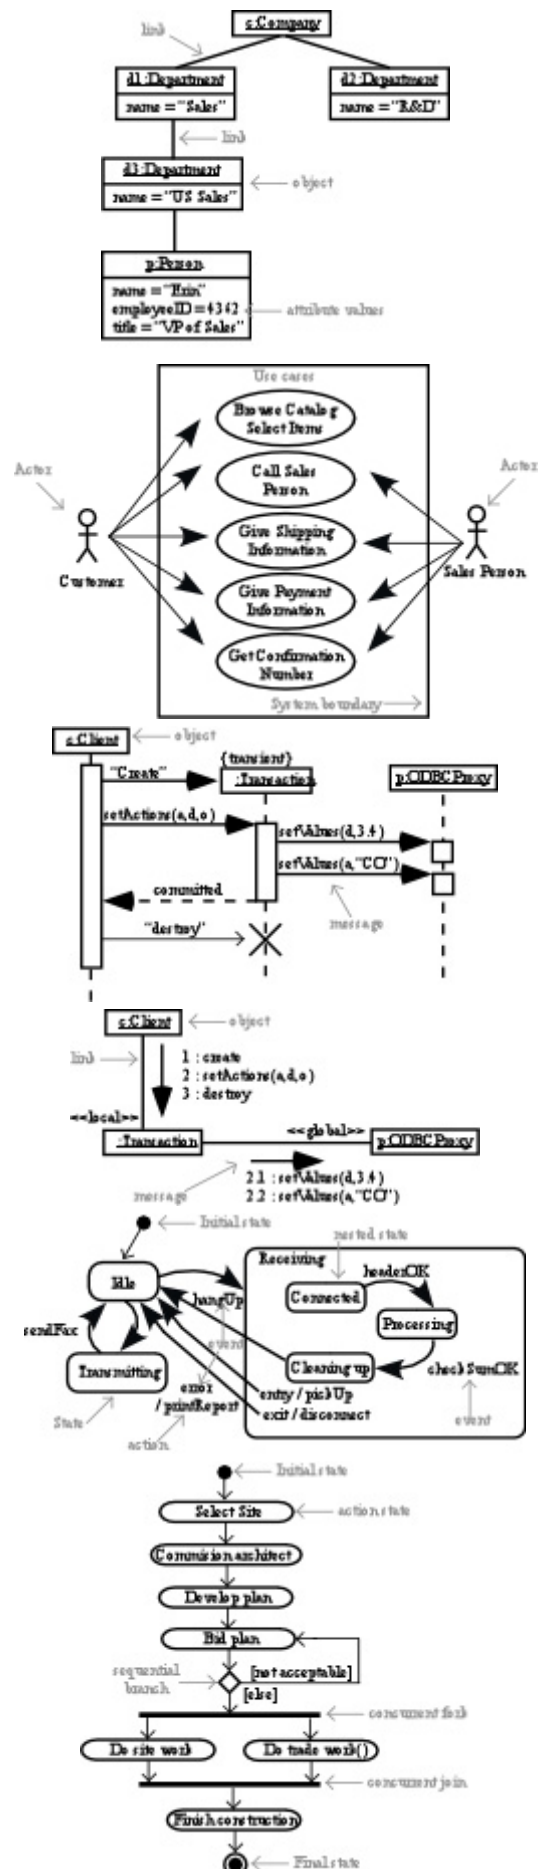 c:Company
link
d1:Department
d2:Department
name = "Sales"
name = "R&D"
link
d3:Department
name = "US Sales"
object
p:Person
name = "Erin"
employeeID = 4362
attribute values
title = "VP of Sales"
Use cases
Browse Catalog
Select Items
Actor
Actor
Call Sales
Person
Give Shipping
Information
Customer
Sales Person
Give Payment
Information
Get Confirmation
Number
System boundary
c:Client
object
{transient}
"Create"
:Transaction
p:ODBCProxy
setActions(a,d,o)
setValues(d,3.4)
setValues(a,"CO")
committed
message
"destroy"
c:Client
object
link
1 : create
2 : setActions(a,d,o)
3 : destroy
<<local>>
<<global>>
:Transaction
p:ODBCProxy
message
2.1 : setValues(d,3.4)
2.2 : setValues(a,"CO")
Initial state
nested state
Receiving
Idle
headerOK
hangUp
Connected
Processing
sendFax
event
Transmitting
Cleaning up
checkSumOK
error
/ printReport
entry / pickUp
exit / disconnect
State
action
event
Initial state
Select Site
action state
Commision architect
Develop plan
Bid plan
sequential
branch
[not acceptable]
[else]
concurrent fork
Do site work
Do trade work()
concurrent join
Finish construction
Final state